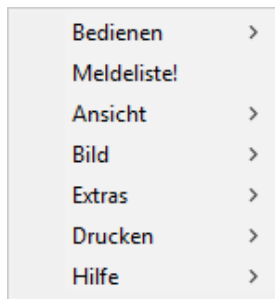 Bedienen
Meldeliste!
Ansicht
Bild
Extras
Drucken
Hilfe